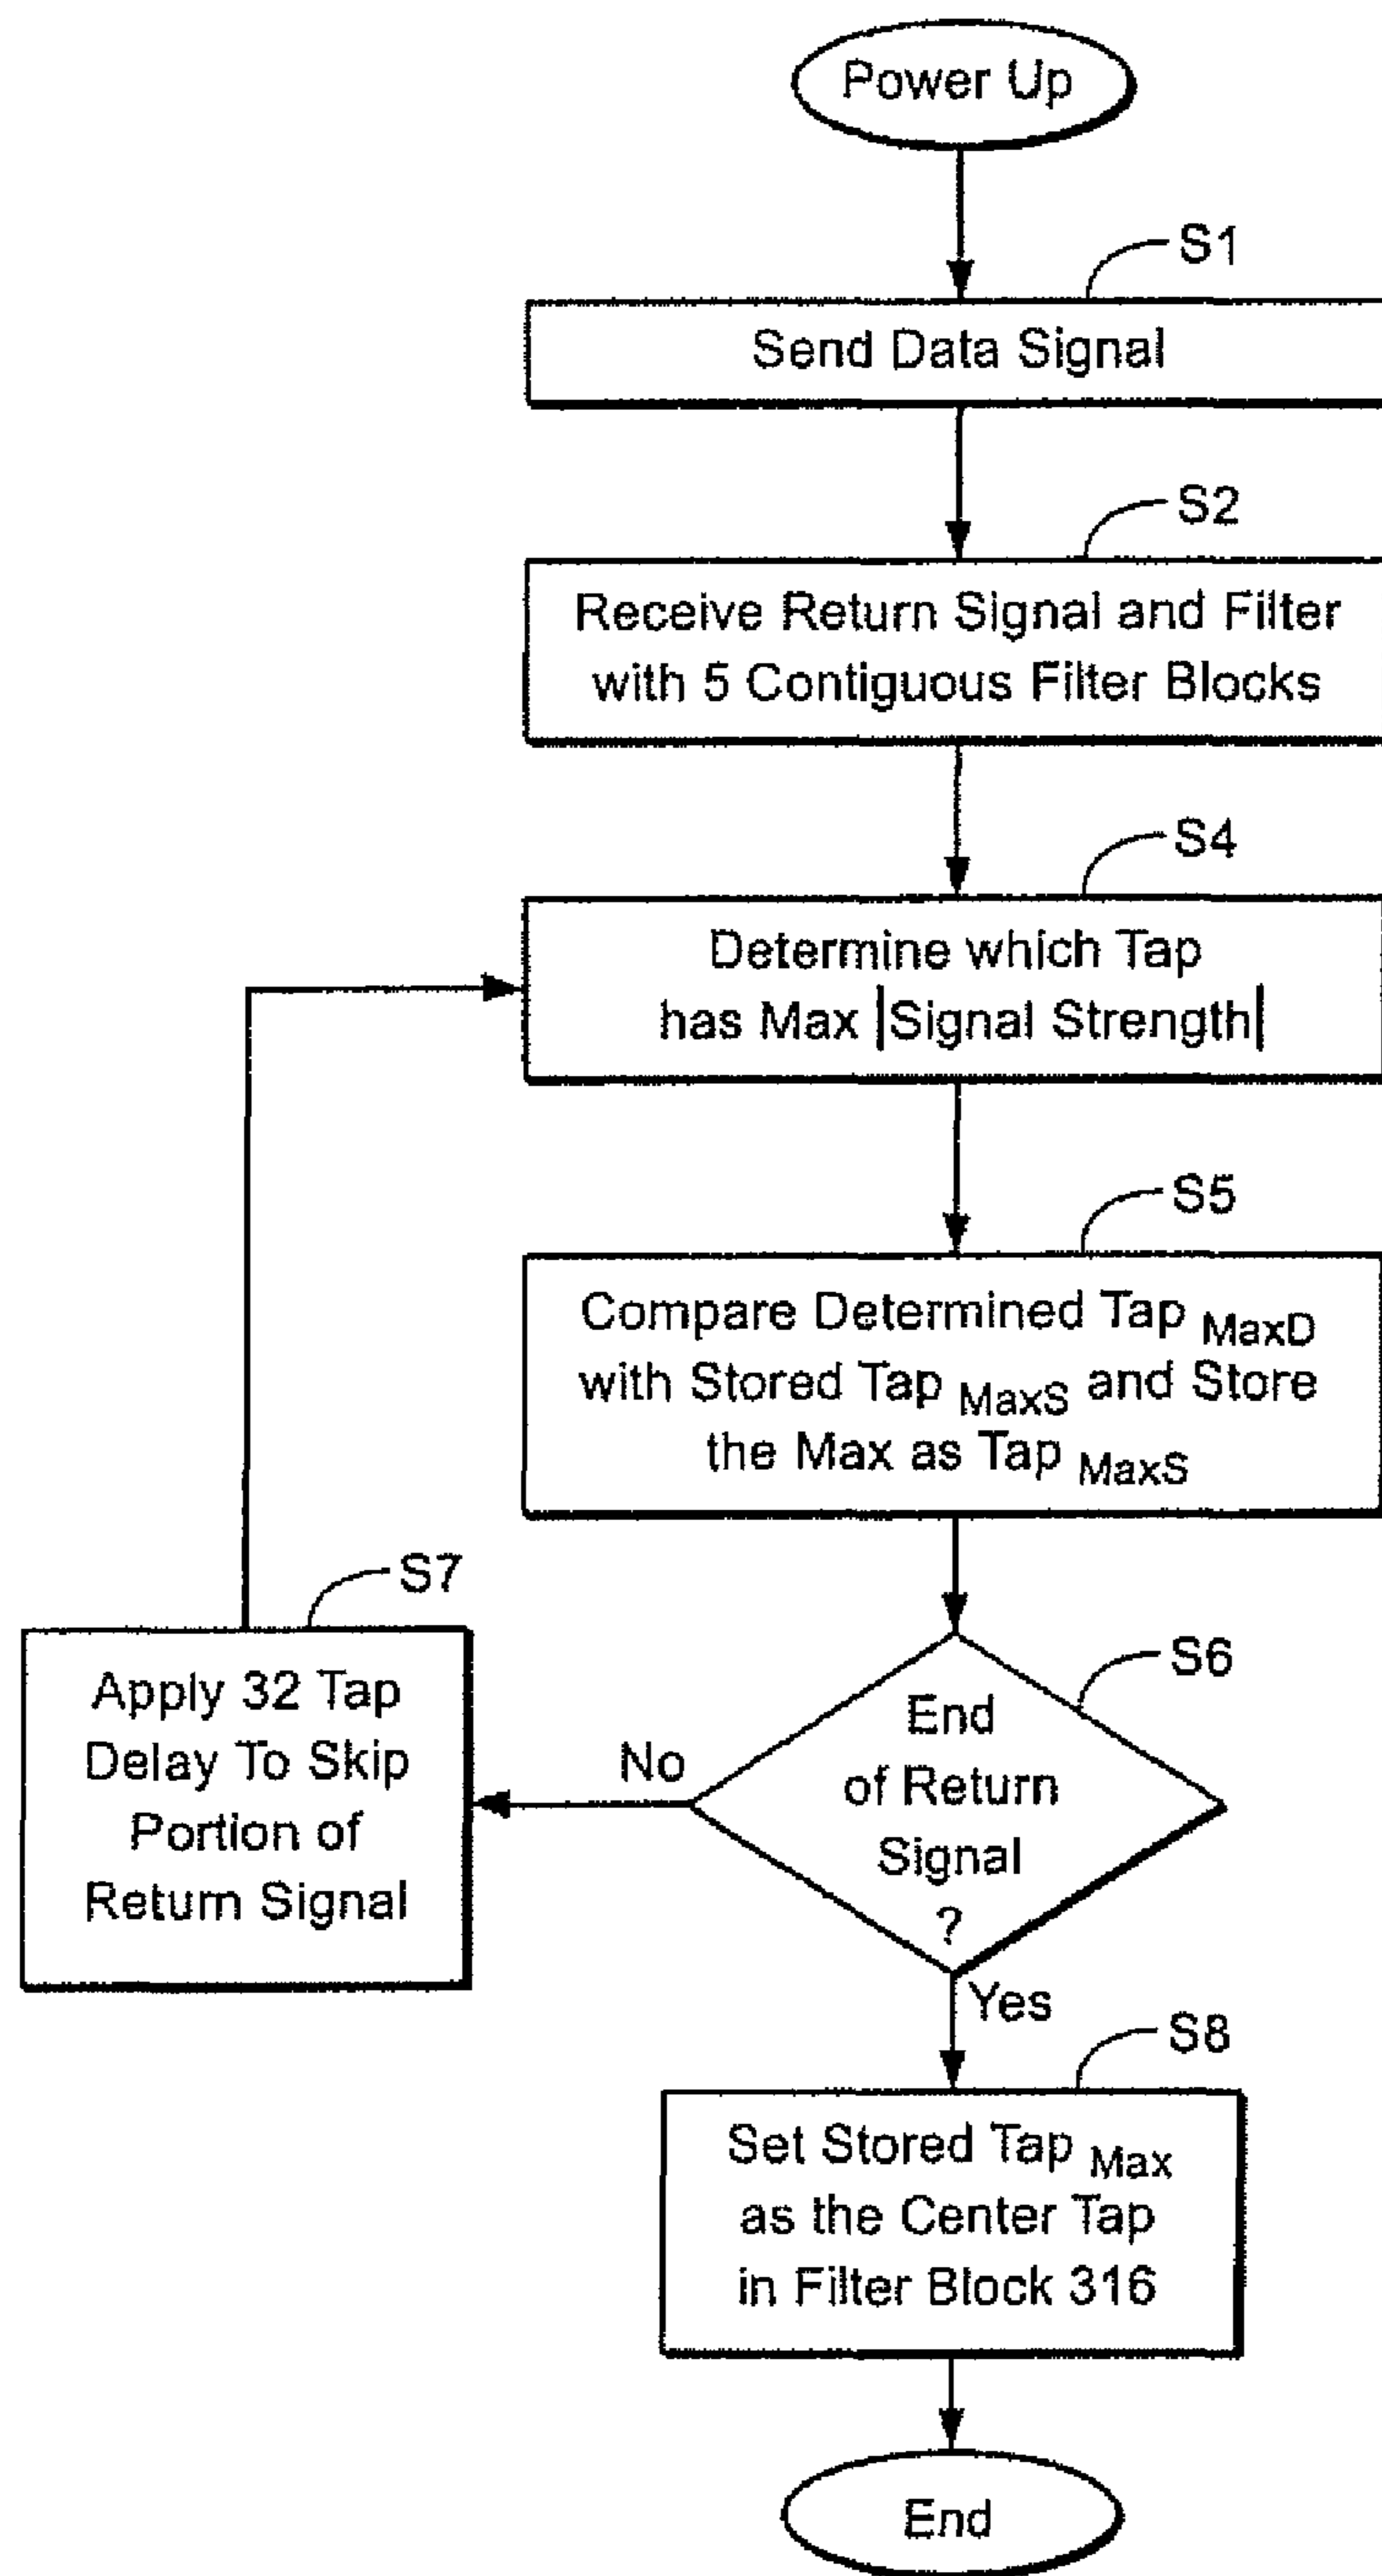 Power Up
S1
Send Data Signal
S2
Receive Return Signal and Filter
with 5 Contiguous Filter Blocks
S4
Determine which Tap
has Max |Signal Strength|
S5
Compare Determined Tap MaxD
with Stored Tap MaxS and Store
the Max as Tap MaxS
S7
Apply 32 Tap
Delay To Skip
Portion of
Return Signal
No
S6
End
of Return
Signal
?
Yes
S8
Set Stored Tap Max
as the Center Tap
in Filter Block 316
End